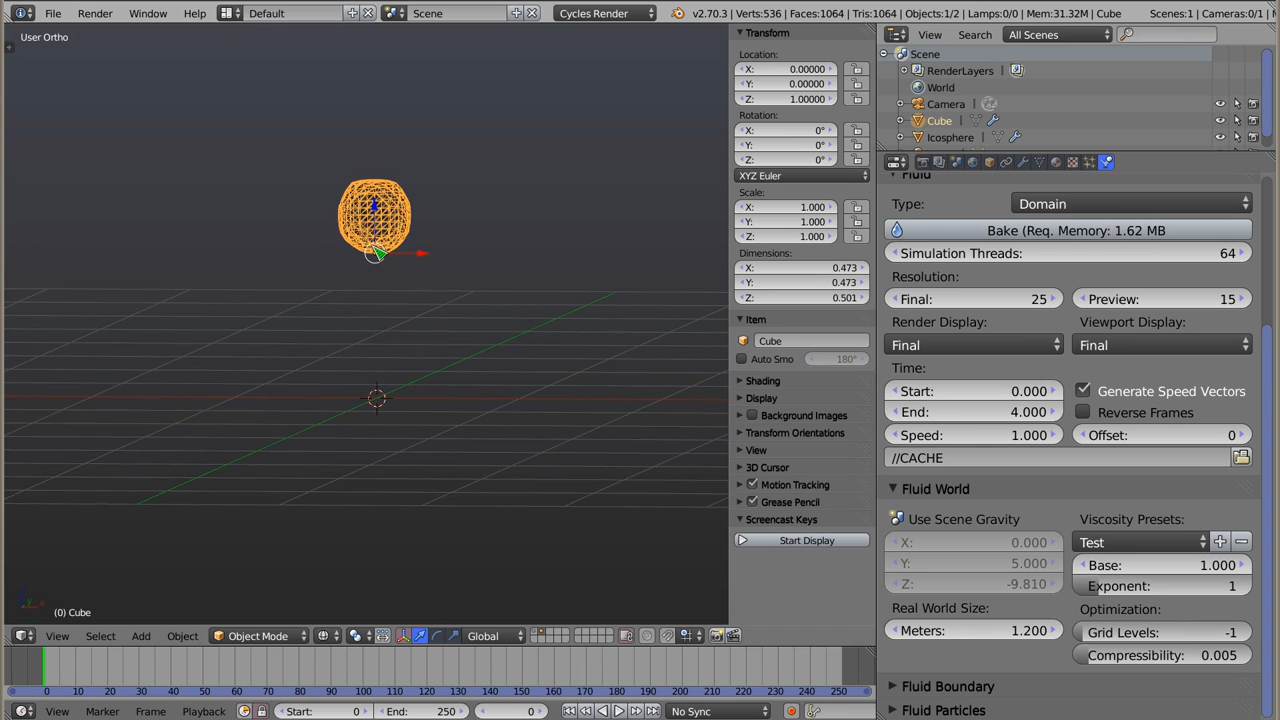 File Render Window Help Default Scene Cycles Render v2.70.3 | Verts:536 | Faces:1064 | Tris:1064 | Objects:1/2 | Lamps:0/0 | Mem:31.32M | Cube Scenes:1 | Cameras:0/1
User Ortho
Transform
Location:
X: 0.00000
Y: 0.00000
Z: 1.00000
Rotation:
X: 0°
Y: 0°
Z: 0°
XYZ Euler
Scale:
X: 1.000
Y: 1.000
Z: 1.000
Dimensions:
X: 0.473
Y: 0.473
Z: 0.501
Item
Cube
Auto Smo 180°
Shading
Display
Background Images
Transform Orientations
View
3D Cursor
Motion Tracking
Grease Pencil
Screencast Keys
Start Display
(0) Cube
View Select Add Object Object Mode Global
0 10 20 30 40 50 60 70 80 90 100 110 120 130 140 150 160 170 180 190 200 210 220 230 240 250
View Marker Frame Playback Start: 0 End: 250 0 No Sync
View Search All Scenes
Scene
RenderLayers
World
Camera
Cube
Icosphere
Fluid
Type: Domain
Bake (Req. Memory: 1.62 MB
Simulation Threads: 64
Resolution:
Final: 25 Preview: 15
Render Display: Viewport Display:
Final Final
Time:
Start: 0.000 Generate Speed Vectors
End: 4.000 Reverse Frames
Speed: 1.000 Offset: 0
//CACHE
Fluid World
Use Scene Gravity Viscosity Presets:
X: 0.000 Test
Y: 5.000 Base: 1.000
Z: -9.810 Exponent: 1
Real World Size: Optimization:
Meters: 1.200 Grid Levels: -1
Compressibility: 0.005
Fluid Boundary
Fluid Particles